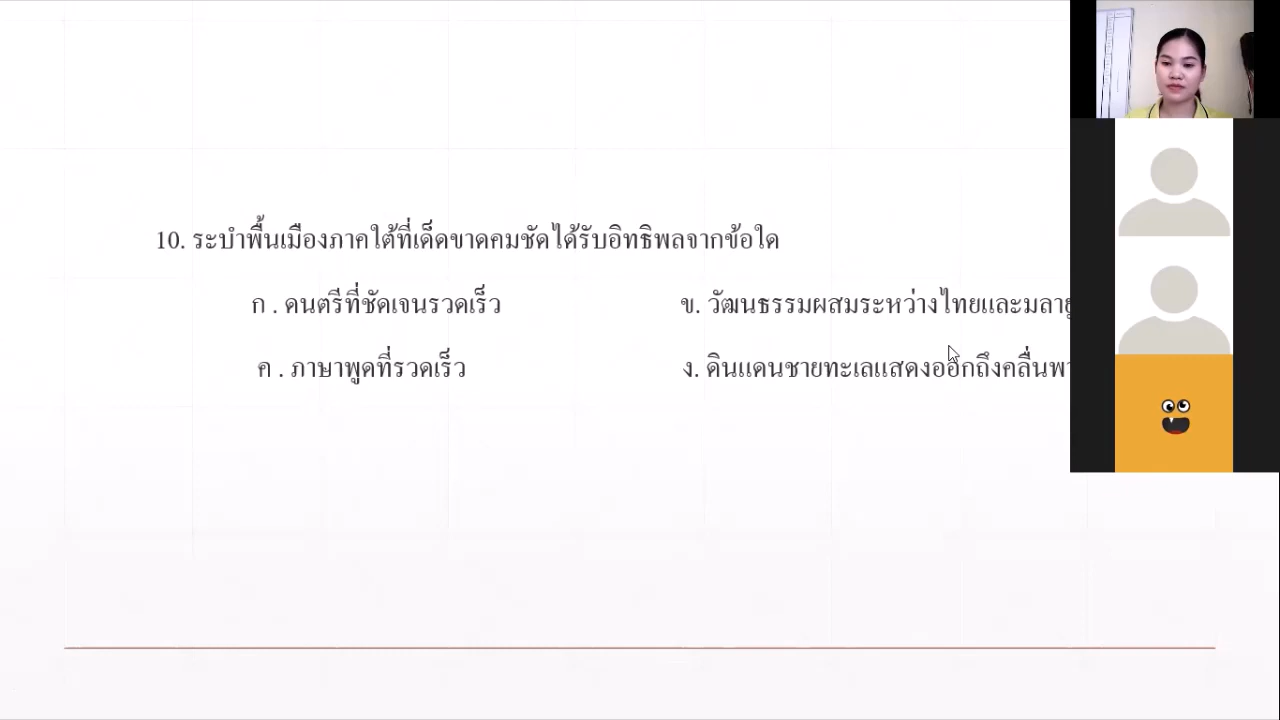 10. ระบำพื้นเมืองภาคใต้ที่เด็ดขาดคมชัดได้รับอิทธิพลจากข้อใด
ก . ดนตรีที่ชัดเจนรวดเร็ว
ข. วัฒนธรรมผสมระหว่างไทยและมลายู
ค . ภาษาพูดที่รวดเร็ว
ง. ดินแดนชายทะเลแสดงออกถึงคลื่น